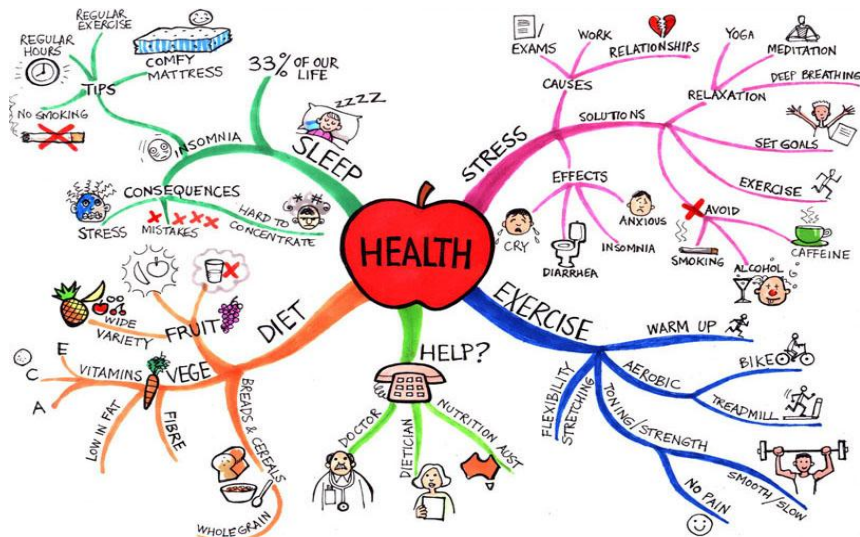 HEALTH
SLEEP
33% OF OUR
LIFE
zzzz
INSOMNIA
TIPS
REGULAR
EXERCISE
REGULAR
HOURS
COMFY
MATTRESS
NO SMOKING
CONSEQUENCES
STRESS
MISTAKES
HARD TO
CONCENTRATE
STRESS
CAUSES
EXAMS
WORK
RELATIONSHIPS
SOLUTIONS
RELAXATION
YOGA
MEDITATION
DEEP BREATHING
SET GOALS
EXERCISE
AVOID
SMOKING
ALCOHOL
CAFFEINE
EFFECTS
CRY
DIARRHEA
INSOMNIA
ANXIOUS
EXERCISE
WARM UP
AEROBIC
BIKE
TREADMILL
TONING/STRENGTH
SMOOTH/SLOW
NO PAIN
FLEXIBILITY
STRETCHING
HELP?
DOCTOR
DIETICIAN
NUTRITION AUST
DIET
FRUIT
WIDE
VARIETY
VEGE
VITAMINS
E
C
A
LOW IN FAT
FIBRE
BREADS & CEREALS
WHOLEGRAIN